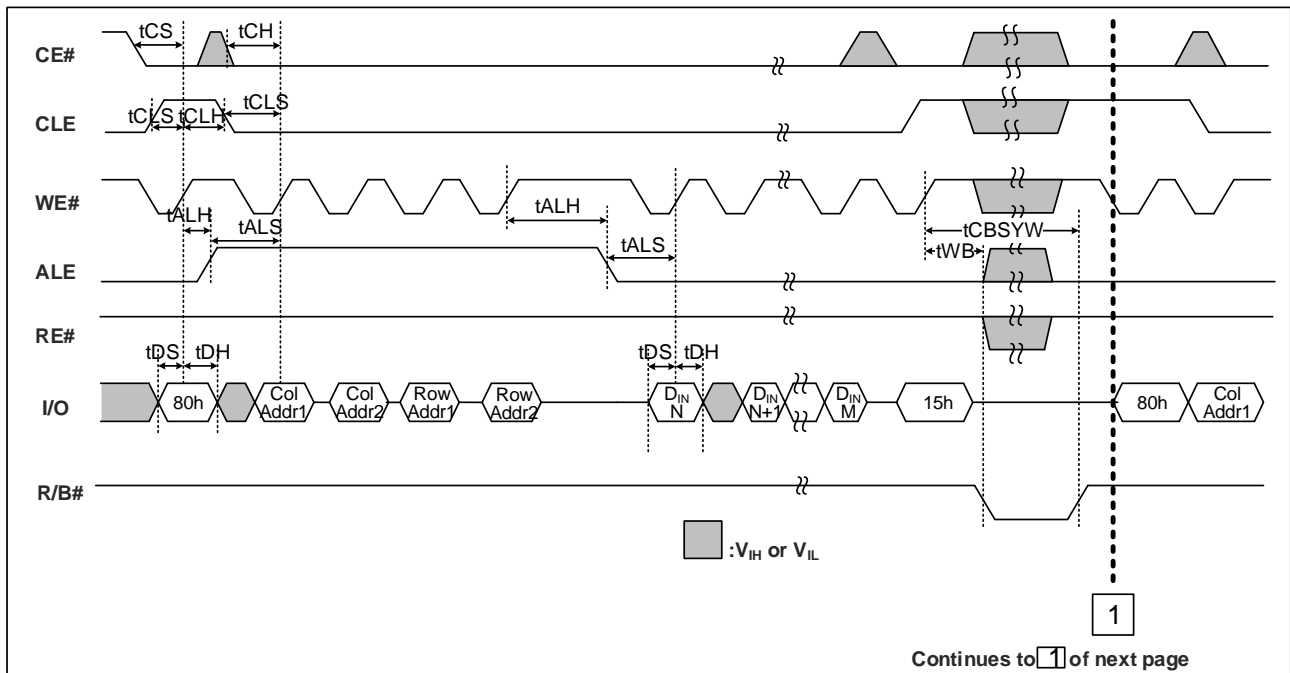 CE#
tCS
tCH
CLE
tCLS
tCLH
tCLS
WE#
tALH
tALS
tALH
tALS
tCBSYW
tWB
ALE
RE#
tDS
tDH
tDS
tDH
I/O
80h
Col Addr1
Col Addr2
Row Addr1
Row Addr2
DIN N
DIN N+1
DIN M
15h
80h
Col Addr1
R/B#
:VIH or VIL
1
Continues to 1 of next page